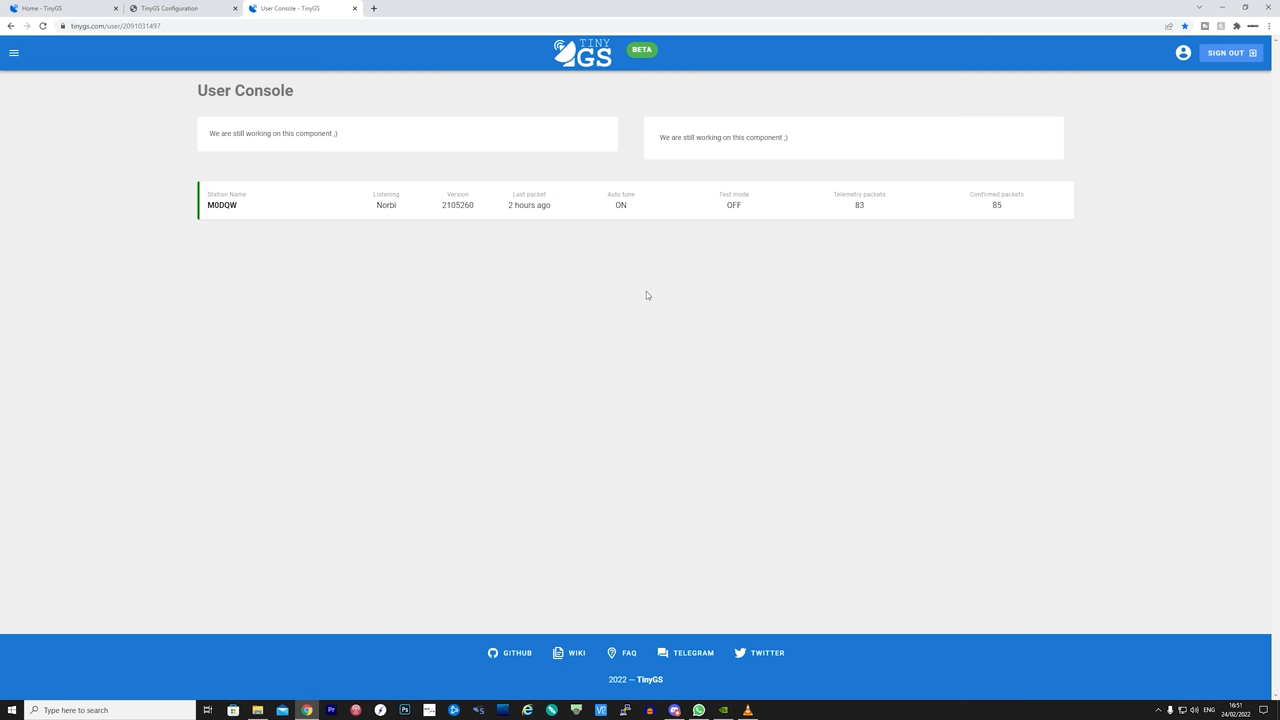 Home - TinyGS
TinyGS Configuration
User Console - TinyGS
tinygs.com/user/2091031497
TINY
GS
BETA
SIGN OUT
User Console
We are still working on this component ;)
We are still working on this component ;)
Station Name Listening Version Last packet Auto tune Test mode Telemetry packets Confirmed packets
M0DQW Norbi 2105260 2 hours ago ON OFF 83 85
GITHUB WIKI FAQ TELEGRAM TWITTER
2022 — TinyGS
Type here to search
ENG
16:51
24/02/2022